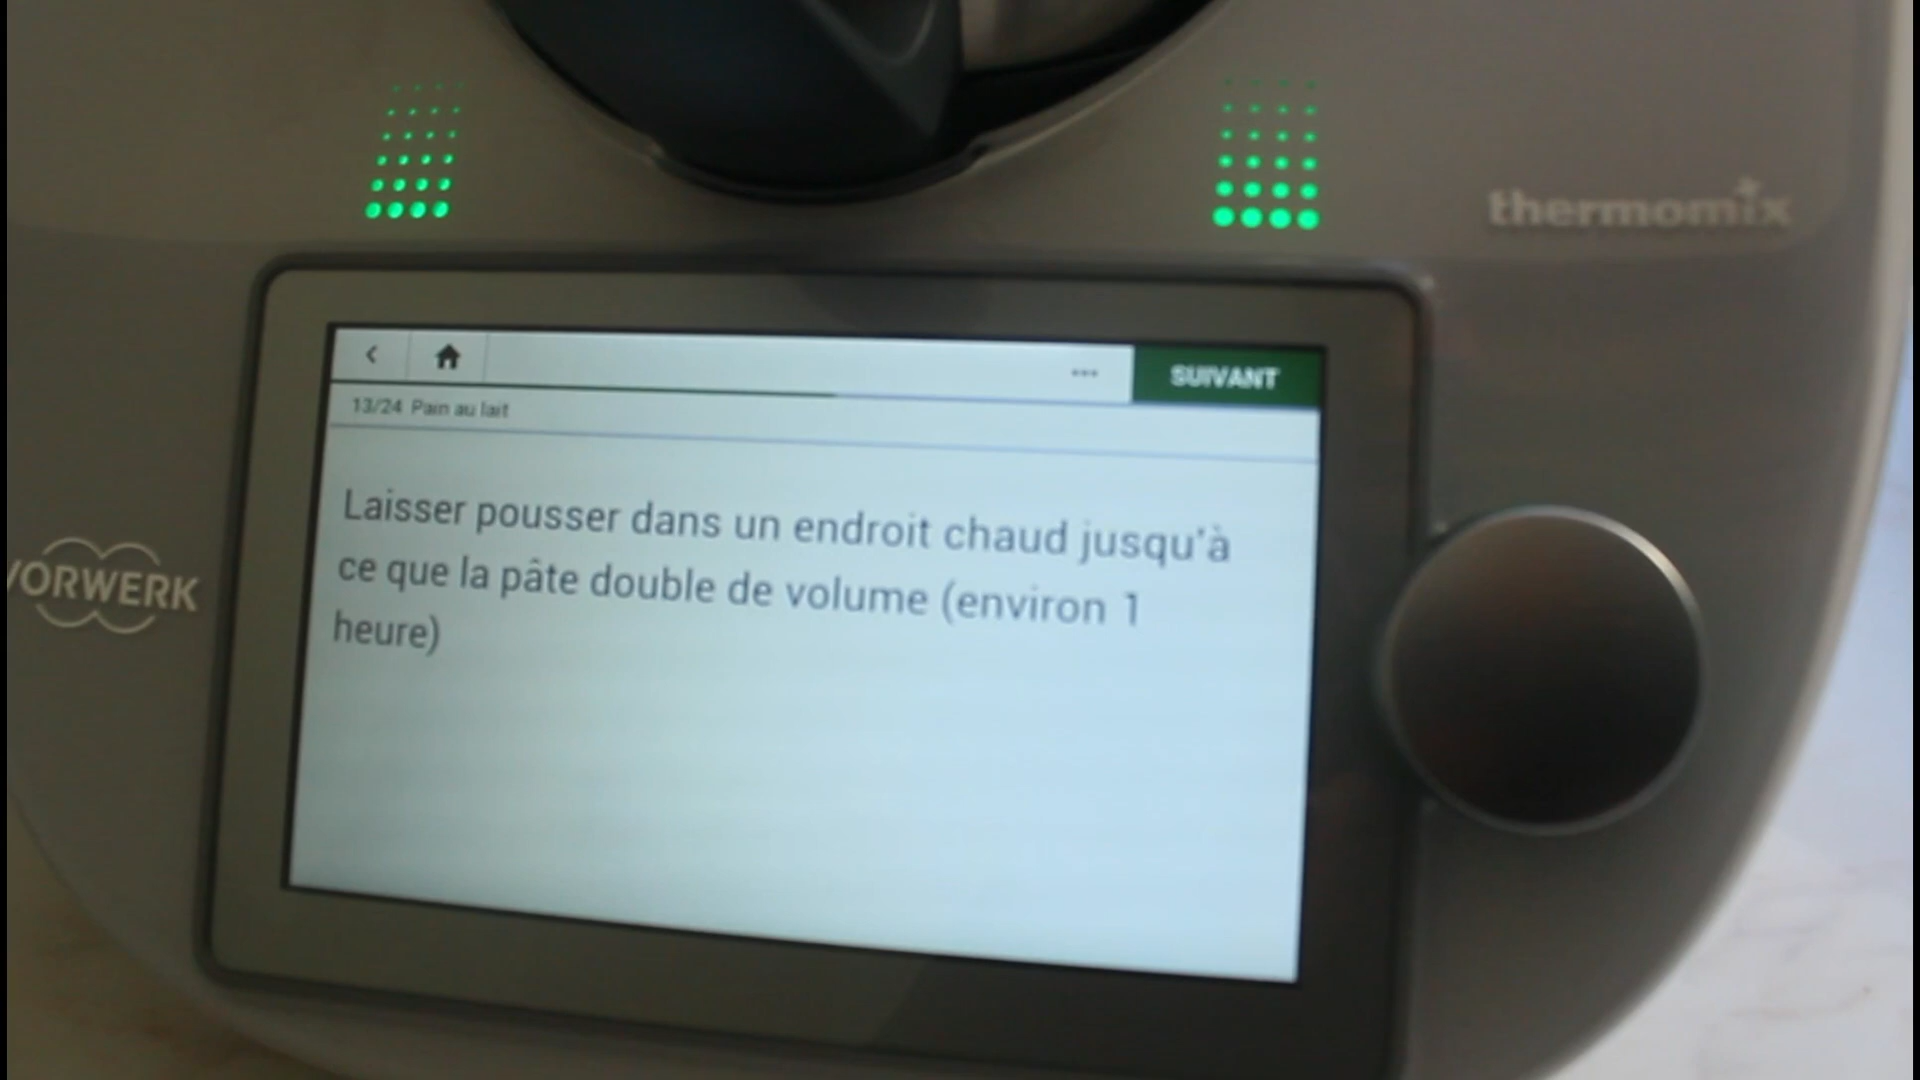 thermomix
SUIVANT
13/24 Pain au lait
Laisser pousser dans un endroit chaud jusqu'à
ce que la pâte double de volume (environ 1
heure)
VORWERK